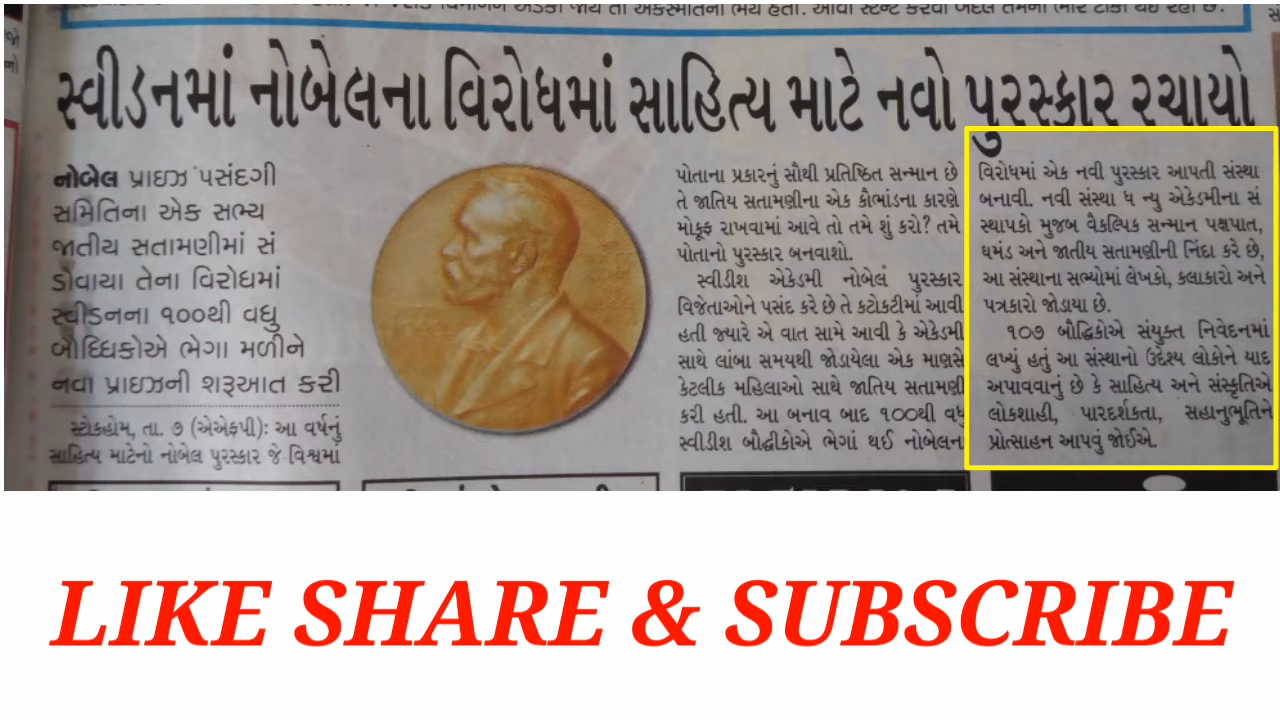 સ્વીડનમાં નોબેલના વિરોધમાં સાહિત્ય માટે નવો પુરસ્કાર રચાયો
નોબેલ પ્રાઇઝ પસંદગી
સમિતિના એક સભ્ય
જાતીય સતામણીમાં સં
ડોવાયા તેના વિરોધમાં
સ્વીડનના ૧૦૦થી વધુ
બૌધ્ધિકોએ ભેગા મળીને
નવા પ્રાઇઝની શરૂઆત કરી
સ્ટોકહોમ, તા. ૭ (એએફપી): આ વર્ષનું
સાહિત્ય માટેનો નોબેલ પુરસ્કાર જે વિશ્વમાં
પોતાના પ્રકારનું સૌથી પ્રતિષ્ઠિત સન્માન છે
તે જાતિય સતામણીના એક કૌભાંડના કારણે
મોકૂફ રાખવામાં આવે તો તમે શું કરો? તમે
પોતાનો પુરસ્કાર બનવાશો.
સ્વીડીશ એકેડમી નોબેલ પુરસ્કાર
વિજેતાઓને પસંદ કરે છે તે કટોકટીમાં આવી
હતી જ્યારે એ વાત સામે આવી કે એકેડમી
સાથે લાંબા સમયથી જોડાયેલા એક માણસે
કેટલીક મહિલાઓ સાથે જાતિય સતામણી
કરી હતી. આ બનાવ બાદ ૧૦૦થી વધુ
સ્વીડીશ બૌદ્ધીકોએ ભેગાં થઈ નોબેલના
વિરોધમાં એક નવી પુરસ્કાર આપતી સંસ્થા
બનાવી. નવી સંસ્થા ધ ન્યુ એકેડમીના સં
સ્થાપકો મુજબ વૈકલ્પિક સન્માન પક્ષપાત,
ઘમંડ અને જાતીય સતામણીની નિંદા કરે છે,
આ સંસ્થાના સભ્યોમાં લેખકો, કલાકારો અને
પત્રકારો જોડાયા છે.
૧૦૭ બૌદ્ધિકોએ સંયુક્ત નિવેદનમાં
લખ્યું હતું આ સંસ્થાનો ઉદ્દેશ્ય લોકોને યાદ
અપાવવાનું છે કે સાહિત્ય અને સંસ્કૃતિએ
લોકશાહી, પારદર્શકતા, સહાનુભૂતિને
પ્રોત્સાહન આપવું જોઈએ.
LIKE SHARE & SUBSCRIBE